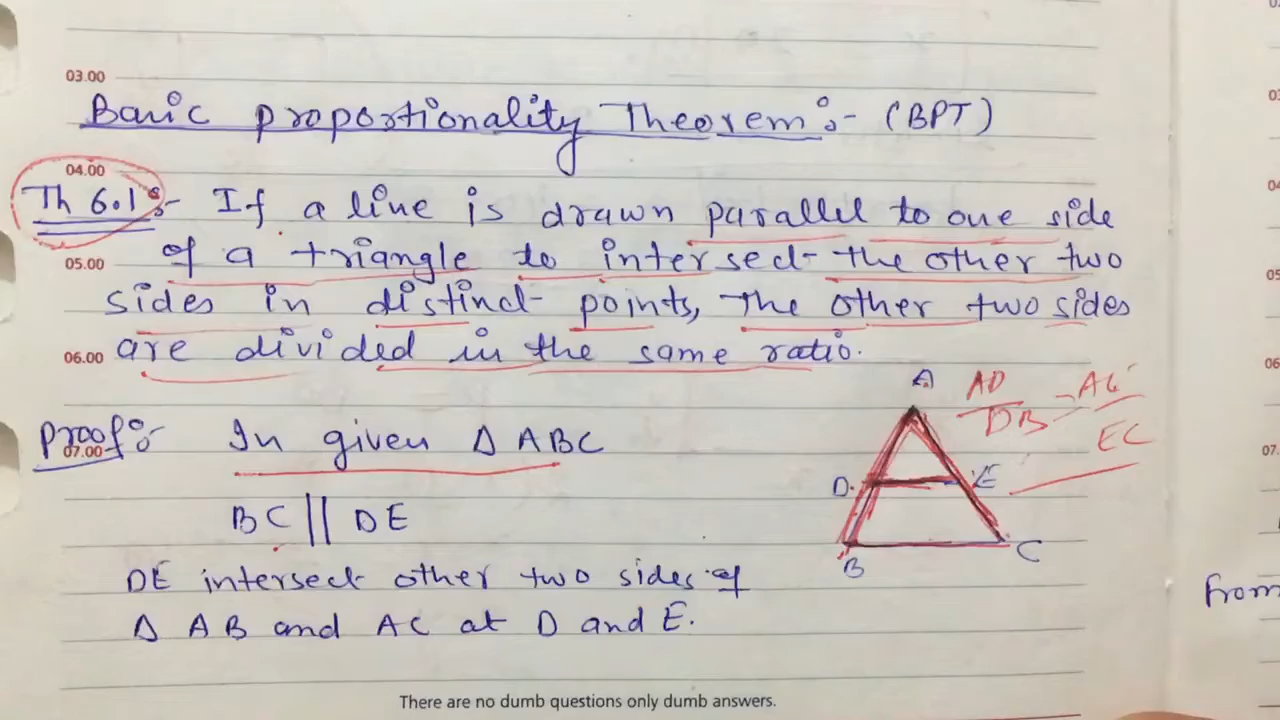 03.00
Basic proportionality Theorem:- (BPT)
04.00
Th 6.1:- If a line is drawn parallel to one side
of a triangle to intersect the other two
05.00
sides in distinct points, The other two sides
06.00 are divided in the same ratio.
A
AD/DB = AE/EC
Proof:- In given Δ ABC
07.00
D E
BC || DE
B C
DE intersect other two sides of
Δ AB and AC at D and E.
From
There are no dumb questions only dumb answers.